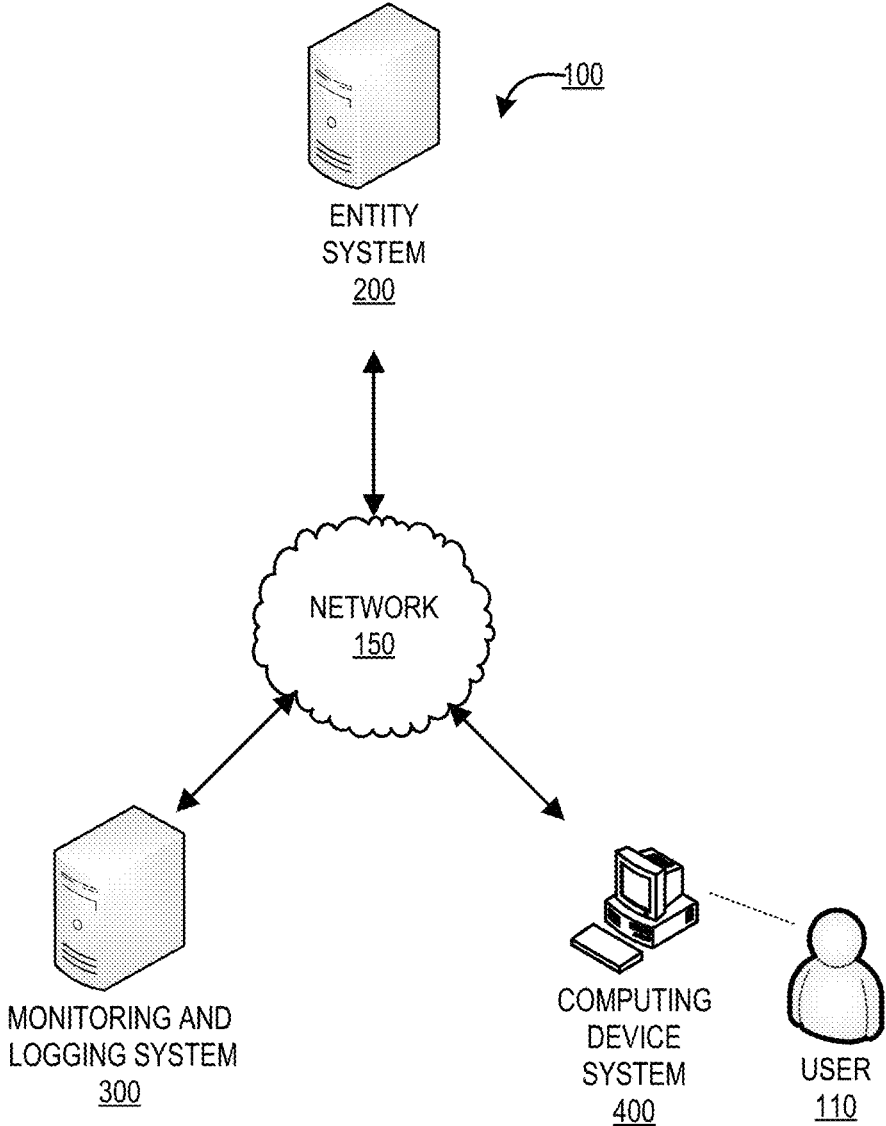 100
ENTITY
SYSTEM
200
NETWORK
150
MONITORING AND
LOGGING SYSTEM
300
COMPUTING
DEVICE
SYSTEM
400
USER
110